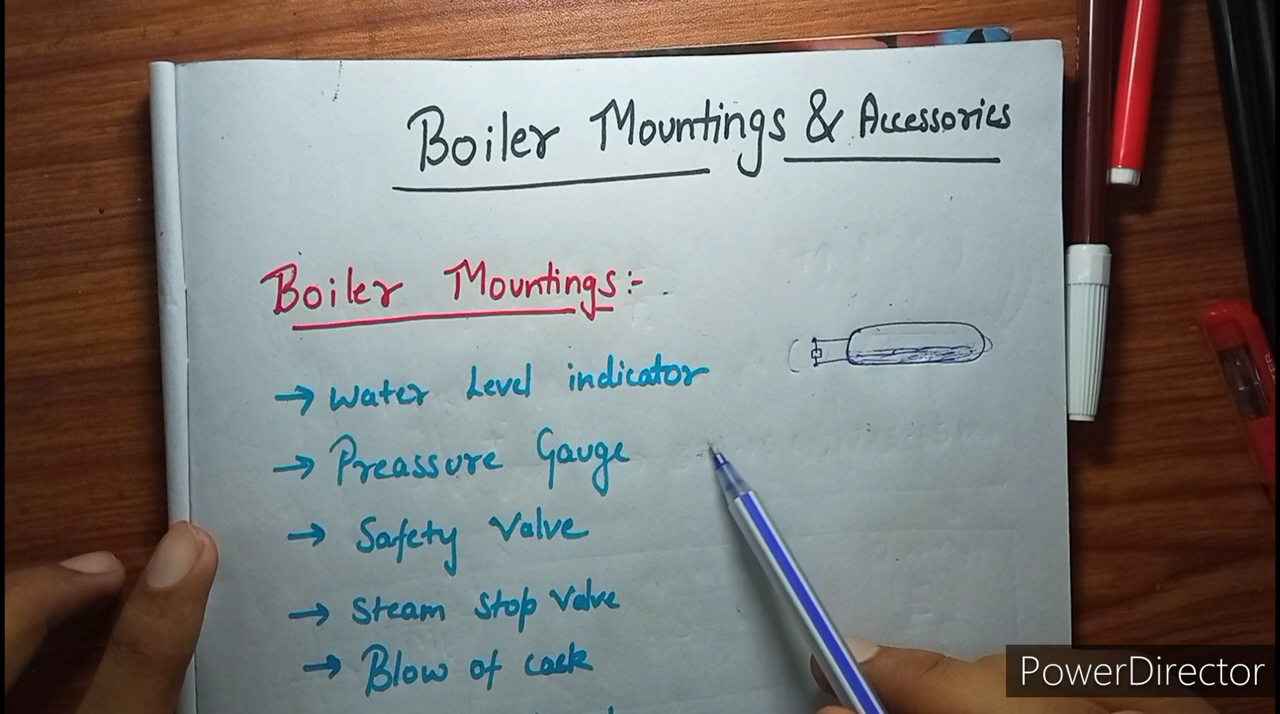 Boiler Mountings & Accessories
Boiler Mountings:-
→ Water Level indicator
→ Preassure Gauge
→ Safety Valve
→ Steam Stop Valve
→ Blow of cock
PowerDirector